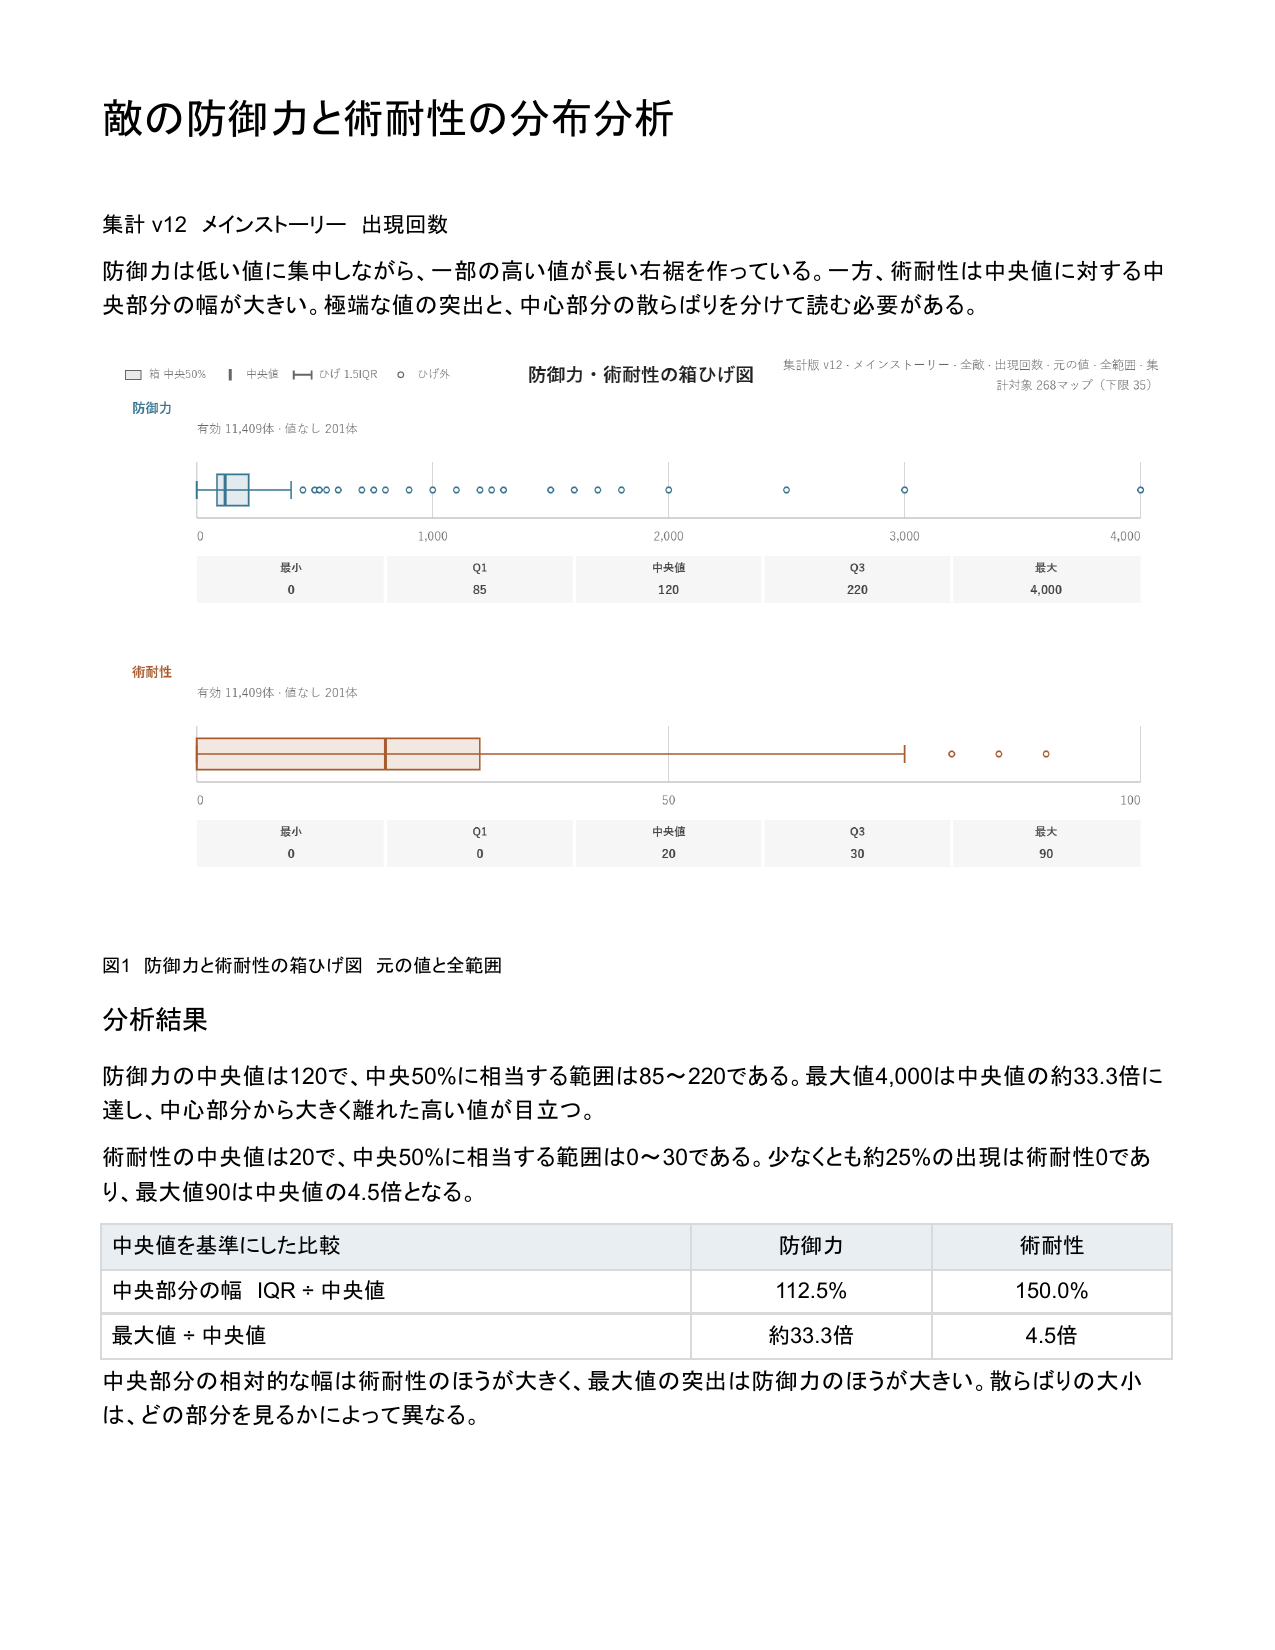 敵の防御力と術耐性の分布分析
集計 v12 メインストーリー 出現回数
防御力は低い値に集中しながら、一部の高い値が長い右裾を作っている。一方、術耐性は中央値に対する中
央部分の幅が大きい。極端な値の突出と、中心部分の散らばりを分けて読む必要がある。
箱 中央50% 中央値 ひげ 1.5IQR ひげ外
防御力・術耐性の箱ひげ図
集計版 v12 · メインストーリー · 全敵 · 出現回数 · 元の値 · 全範囲 · 集
計対象 268マップ（下限 35）
防御力
有効 11,409体 · 値なし 201体
0 1,000 2,000 3,000 4,000
最小 Q1 中央値 Q3 最大
0 85 120 220 4,000
術耐性
有効 11,409体 · 値なし 201体
0 50 100
最小 Q1 中央値 Q3 最大
0 0 20 30 90
図1 防御力と術耐性の箱ひげ図 元の値と全範囲
分析結果
防御力の中央値は120で、中央50%に相当する範囲は85～220である。最大値4,000は中央値の約33.3倍に
達し、中心部分から大きく離れた高い値が目立つ。
術耐性の中央値は20で、中央50%に相当する範囲は0～30である。少なくとも約25%の出現は術耐性0であ
り、最大値90は中央値の4.5倍となる。
中央値を基準にした比較 防御力 術耐性
中央部分の幅 IQR ÷ 中央値 112.5% 150.0%
最大値 ÷ 中央値 約33.3倍 4.5倍
中央部分の相対的な幅は術耐性のほうが大きく、最大値の突出は防御力のほうが大きい。散らばりの大小
は、どの部分を見るかによって異なる。